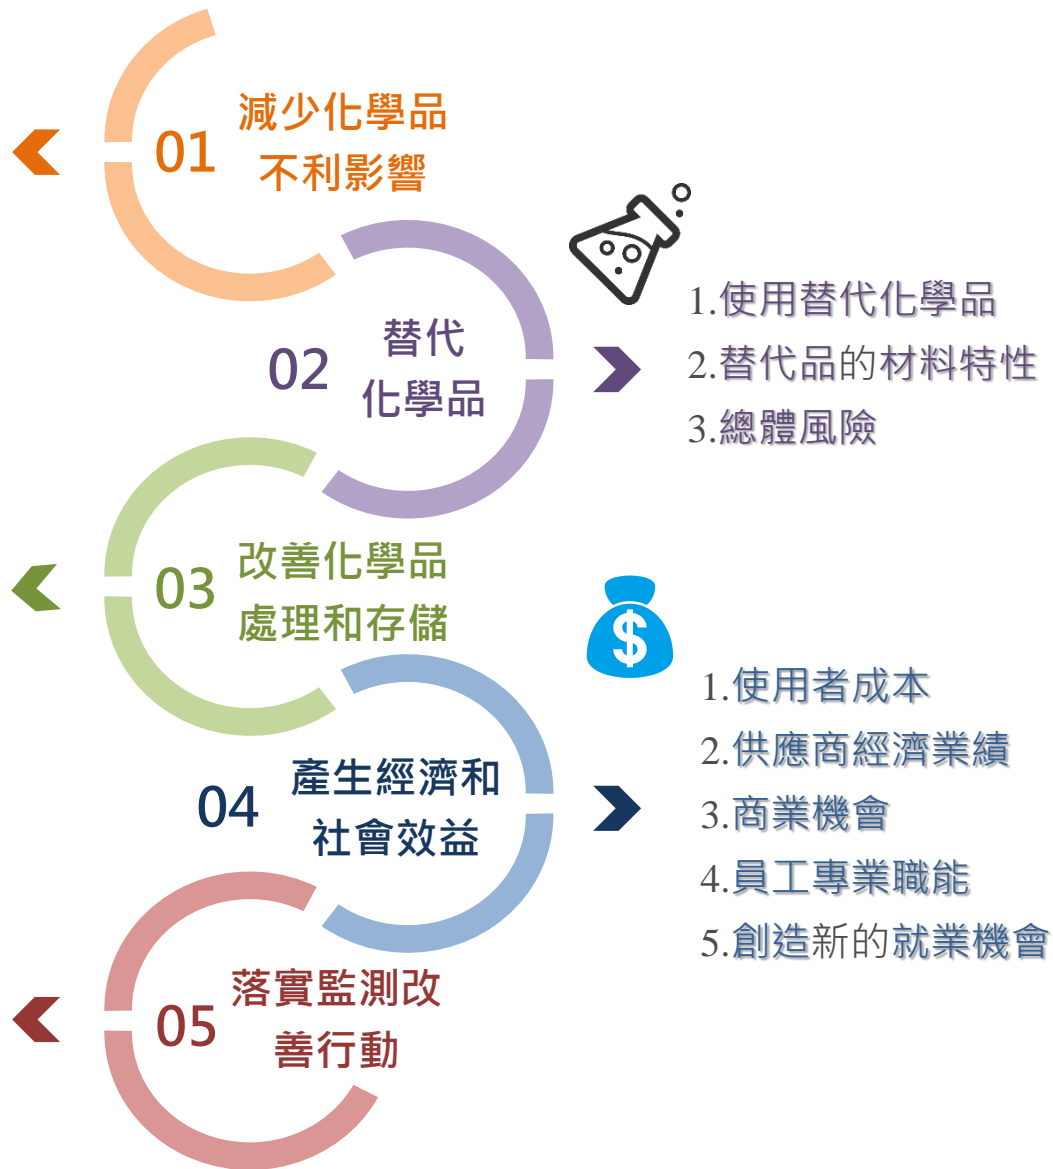 01
減少化學品
不利影響
02
替代
化學品
1.使用替代化學品
2.替代品的材料特性
3.總體風險
03
改善化學品
處理和存儲
04
產生經濟和
社會效益
$
1.使用者成本
2.供應商經濟業績
3.商業機會
4.員工專業職能
5.創造新的就業機會
05
落實監測改
善行動